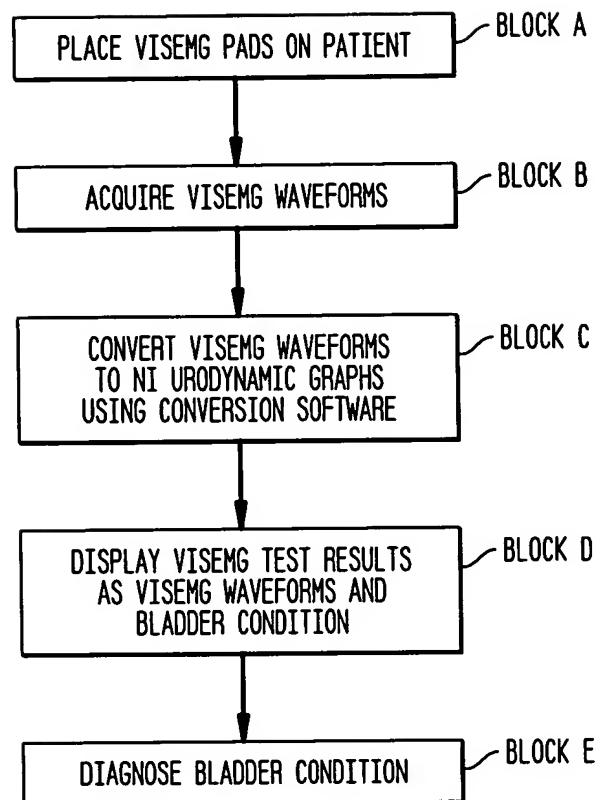 PLACE VISEMG PADS ON PATIENT
BLOCK A
ACQUIRE VISEMG WAVEFORMS
BLOCK B
CONVERT VISEMG WAVEFORMS
TO NI URODYNAMIC GRAPHS
USING CONVERSION SOFTWARE
BLOCK C
DISPLAY VISEMG TEST RESULTS
AS VISEMG WAVEFORMS AND
BLADDER CONDITION
BLOCK D
DIAGNOSE BLADDER CONDITION
BLOCK E